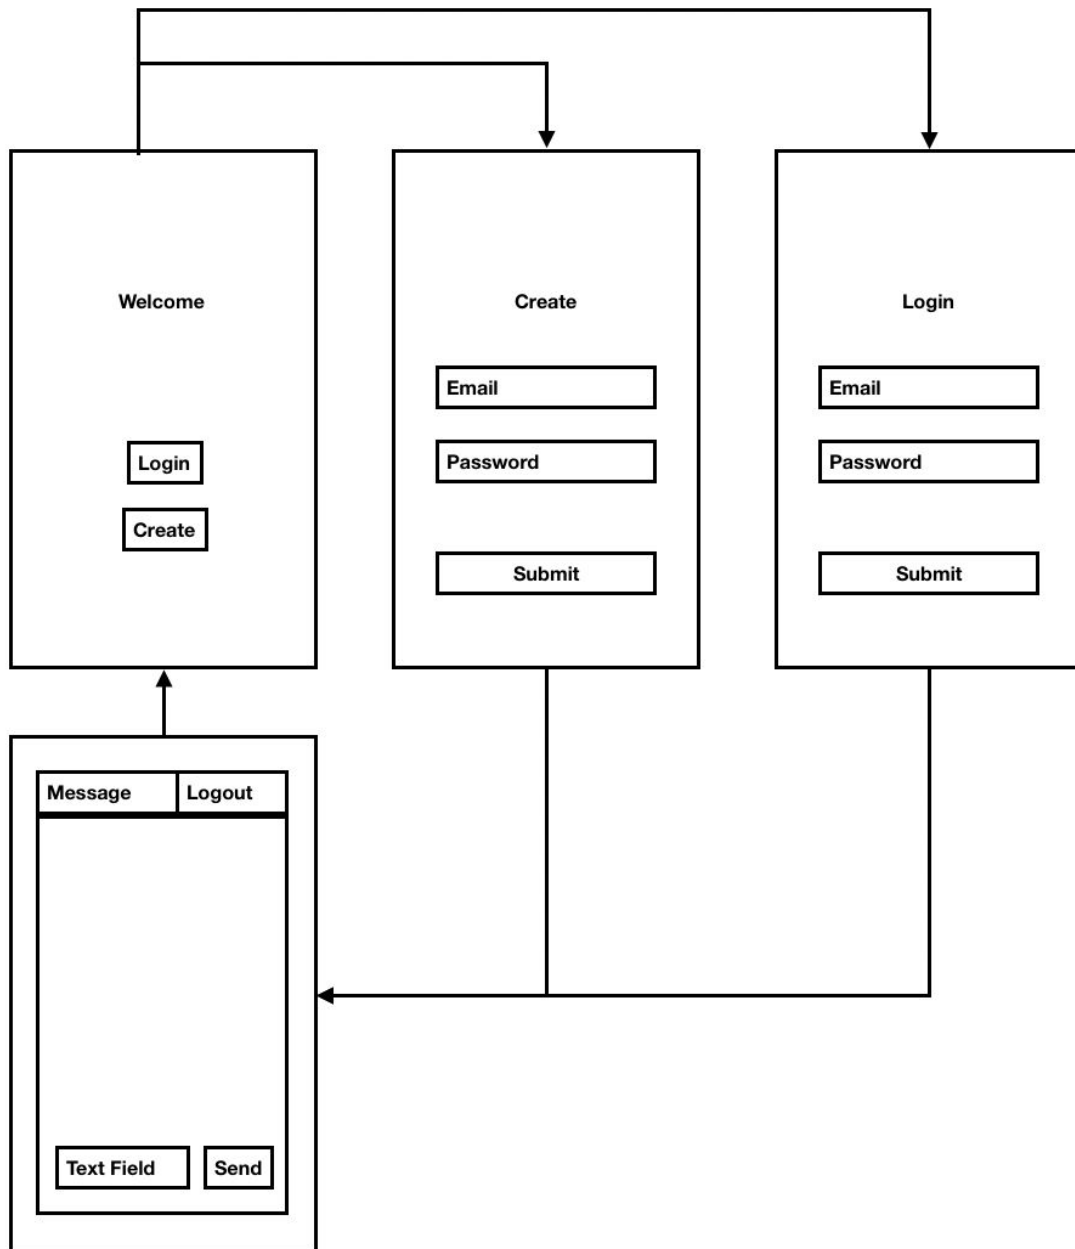 Welcome
Login
Create
Create
Email
Password
Submit
Login
Email
Password
Submit
Message
Logout
Text Field
Send